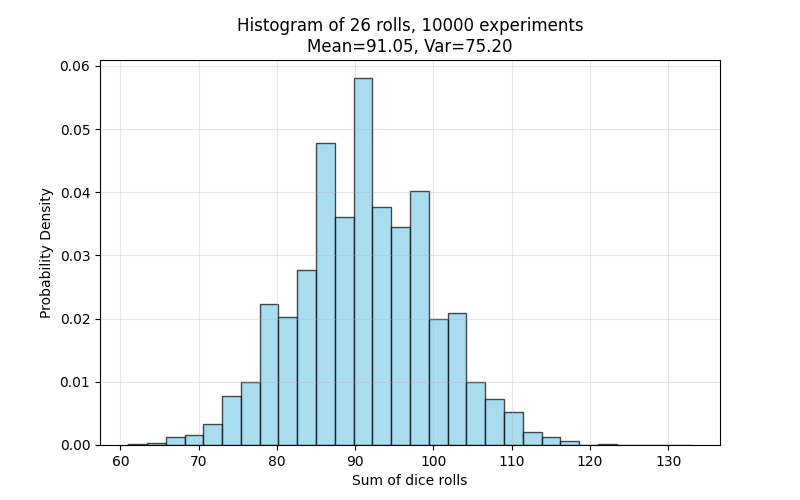 Histogram of 26 rolls, 10000 experiments
Mean=91.05, Var=75.20
0.06
0.05
0.04
0.03
0.02
0.01
0.00
Probability Density
60 70 80 90 100 110 120 130
Sum of dice rolls